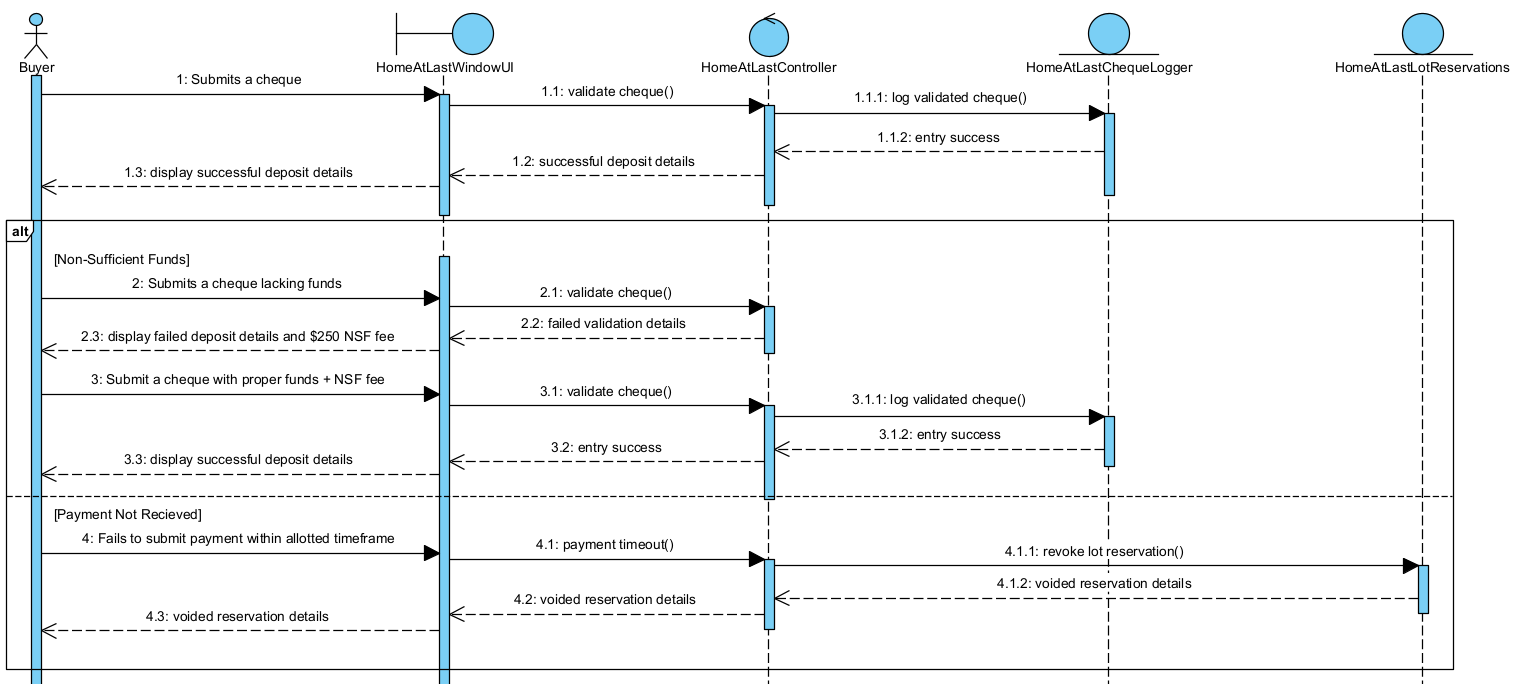 Buyer
HomeAtLastWindowUI
HomeAtLastController
HomeAtLastChequeLogger
HomeAtLastLotReservations
1: Submits a cheque
1.1: validate cheque()
1.1.1: log validated cheque()
1.1.2: entry success
1.2: successful deposit details
1.3: display successful deposit details
alt
[Non-Sufficient Funds]
2: Submits a cheque lacking funds
2.1: validate cheque()
2.2: failed validation details
2.3: display failed deposit details and $250 NSF fee
3: Submit a cheque with proper funds + NSF fee
3.1: validate cheque()
3.1.1: log validated cheque()
3.1.2: entry success
3.2: entry success
3.3: display successful deposit details
[Payment Not Recieved]
4: Fails to submit payment within allotted timeframe
4.1: payment timeout()
4.1.1: revoke lot reservation()
4.1.2: voided reservation details
4.2: voided reservation details
4.3: voided reservation details